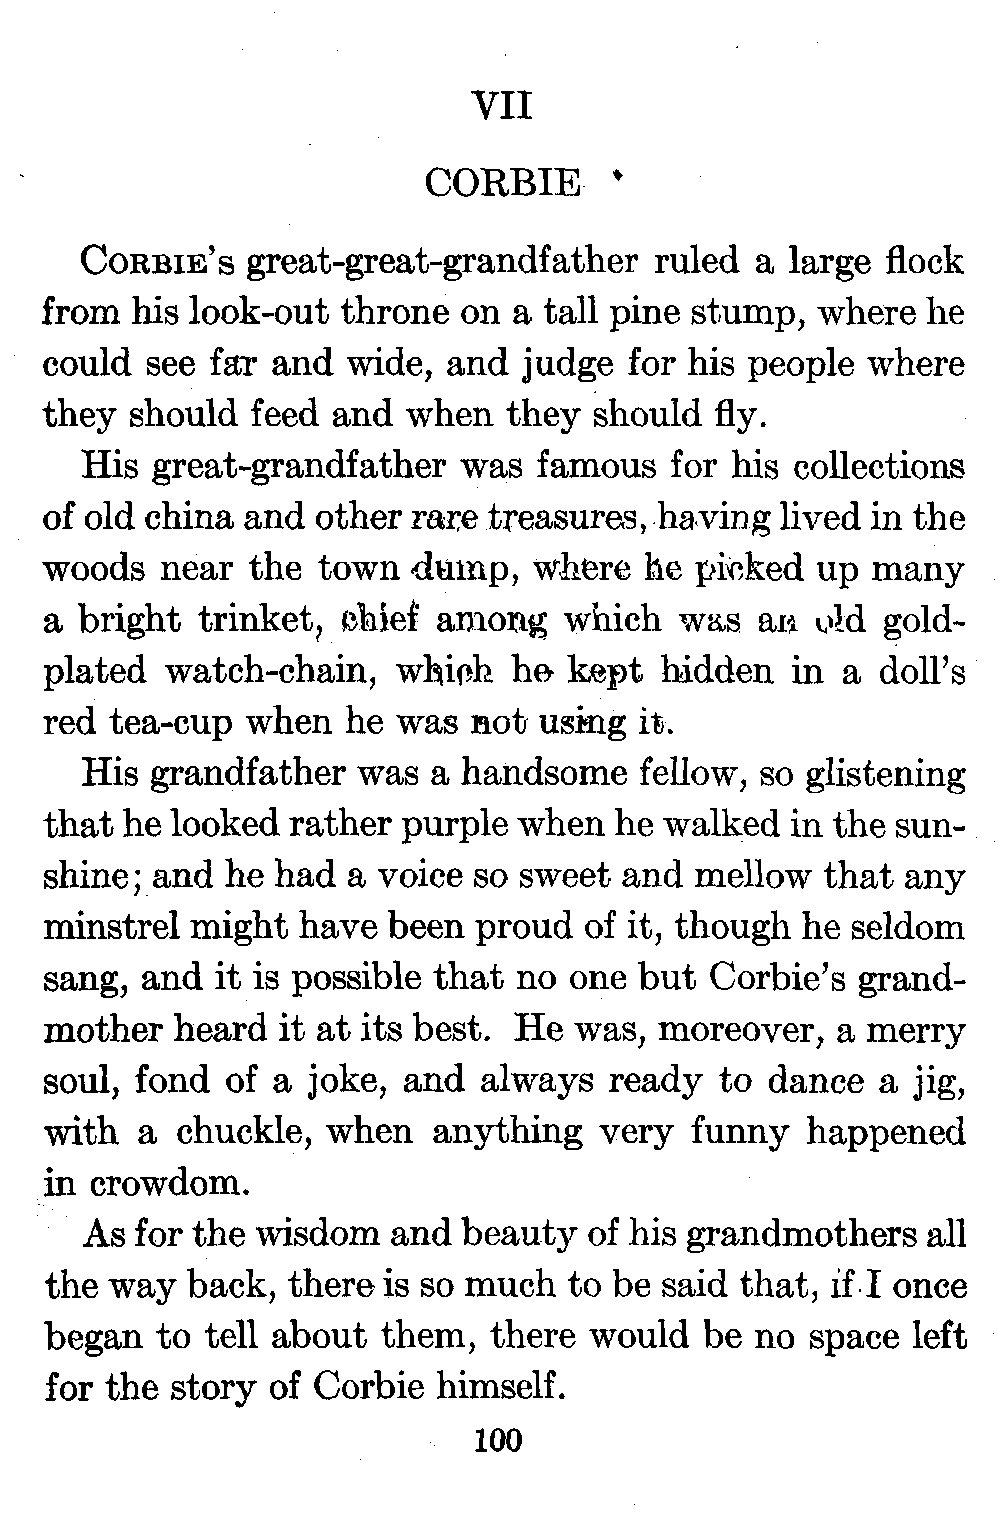 VII
CORBIE
CORBIE'S great-great-grandfather ruled a large flock
from his look-out throne on a tall pine stump, where he
could see far and wide, and judge for his people where
they should feed and when they should fly.
His great-grandfather was famous for his collections
of old china and other rare treasures, having lived in the
woods near the town dump, where he picked up many
a bright trinket, chief among which was an old gold-
plated watch-chain, which he kept hidden in a doll's
red tea-cup when he was not using it.
His grandfather was a handsome fellow, so glistening
that he looked rather purple when he walked in the sun-
shine; and he had a voice so sweet and mellow that any
minstrel might have been proud of it, though he seldom
sang, and it is possible that no one but Corbie's grand-
mother heard it at its best. He was, moreover, a merry
soul, fond of a joke, and always ready to dance a jig,
with a chuckle, when anything very funny happened
in crowdom.
As for the wisdom and beauty of his grandmothers all
the way back, there is so much to be said that, if I once
began to tell about them, there would be no space left
for the story of Corbie himself.
100